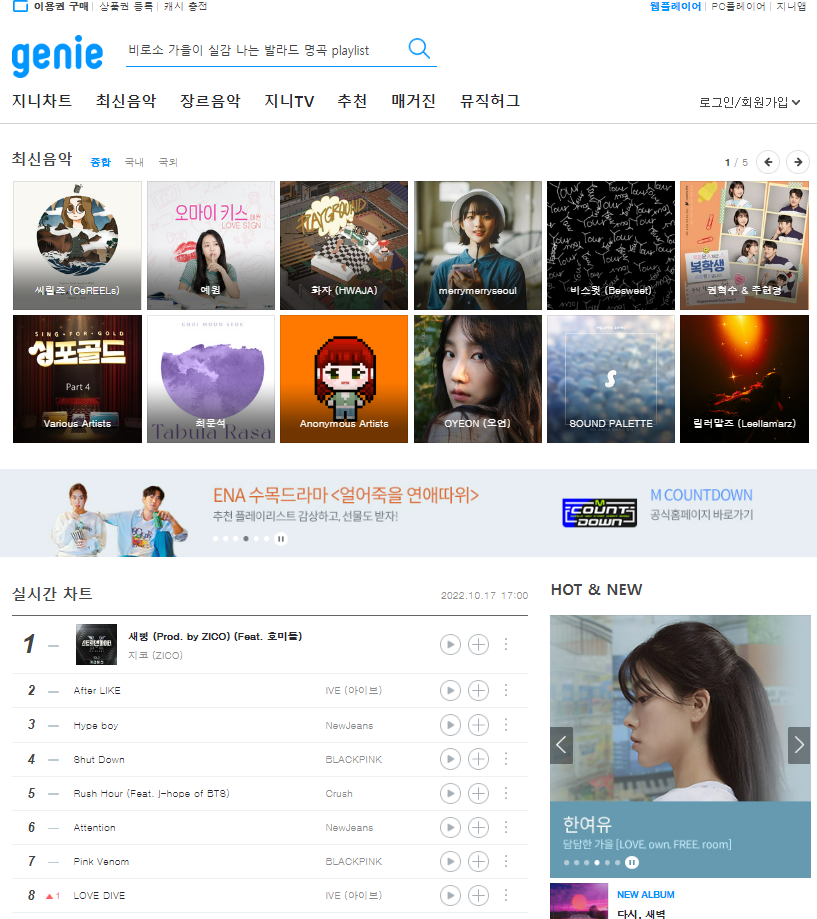 이용권 구매 | 상품권 등록 | 캐시 충전
웹플레이어 | PC플레이어 | 지니앱
genie
비로소 가을이 실감 나는 발라드 명곡 playlist
지니차트 최신음악 장르음악 지니TV 추천 매거진 뮤직허그
로그인/회원가입
최신음악 종합 국내 국외
1 / 5
오마이 키스
LOVE SIGN
PLAYGROUND
Your
복학생
씨릴즈 (CeREELs)
예원
화자 (HWAJA)
merrymerryseoul
비스윗 (Besweet)
권혁수 & 주현영
SING·FOR·GOLD
싱포골드
Part 4
CHOI MOON SEOK
Tabula Rasa
Various Artists
최문석
Anonymous Artists
OYEON (오연)
SOUND PALETTE
릴러말즈 (Leellamarz)
ENA 수목드라마 <얼어죽을 연애따위>
추천 플레이리스트 감상하고, 선물도 받자!
M COUNT DOWN
M COUNTDOWN
공식홈페이지 바로가기
실시간 차트
2022.10.17 17:00
1 새삥 (Prod. by ZICO) (Feat. 호미들)
지코 (ZICO)
2 After LIKE IVE (아이브)
3 Hype boy NewJeans
4 Shut Down BLACKPINK
5 Rush Hour (Feat. j-hope of BTS) Crush
6 Attention NewJeans
7 Pink Venom BLACKPINK
8 1 LOVE DIVE IVE (아이브)
HOT & NEW
한여유
담담한 가을 [LOVE, own, FREE, room]
NEW ALBUM
다시, 새벽